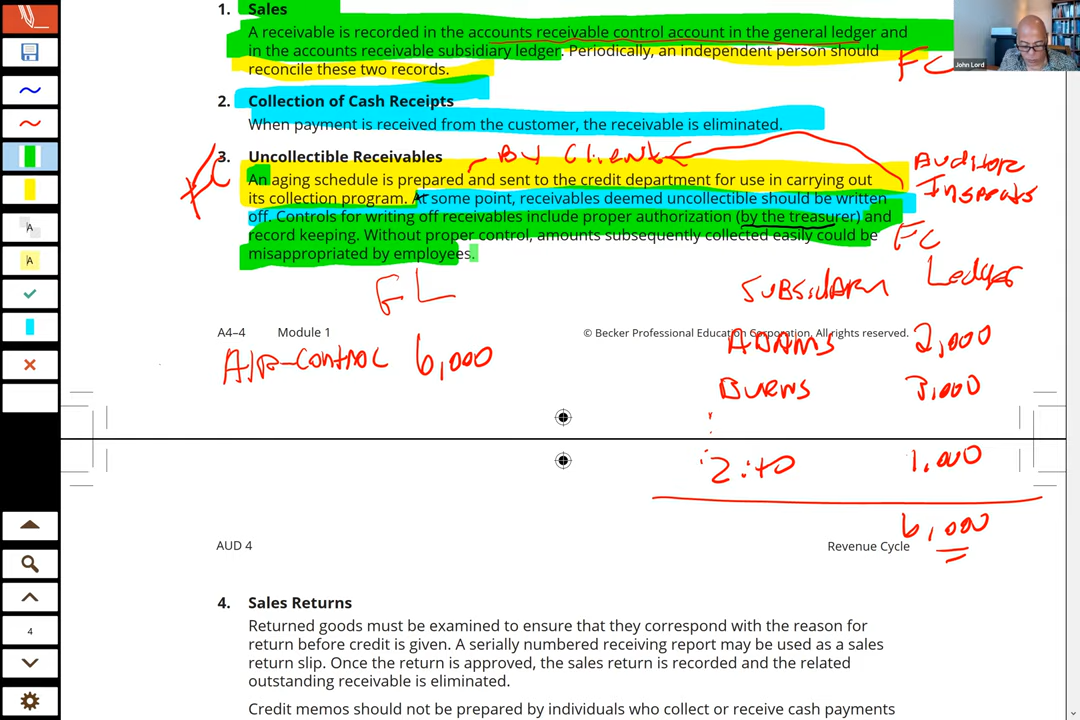 1. Sales
A receivable is recorded in the accounts receivable control account in the general ledger and
in the accounts receivable subsidiary ledger. Periodically, an independent person should
reconcile these two records.
FC
John Lord
2. Collection of Cash Receipts
When payment is received from the customer, the receivable is eliminated.
3. Uncollectible Receivables
By Client
Auditor
Inspects
An aging schedule is prepared and sent to the credit department for use in carrying out
its collection program. At some point, receivables deemed uncollectible should be written
off. Controls for writing off receivables include proper authorization (by the treasurer) and
record keeping. Without proper control, amounts subsequently collected easily could be
misappropriated by employees.
FC
GL
Subsidiary Ledger
A4–4 Module 1
© Becker Professional Education Corporation. All rights reserved.
A/R-control 6,000
ADAMS 2,000
Burns 3,000
1,000
6,000
AUD 4
Revenue Cycle
4. Sales Returns
Returned goods must be examined to ensure that they correspond with the reason for
return before credit is given. A serially numbered receiving report may be used as a sales
return slip. Once the return is approved, the sales return is recorded and the related
outstanding receivable is eliminated.
Credit memos should not be prepared by individuals who collect or receive cash payments
A
A
4